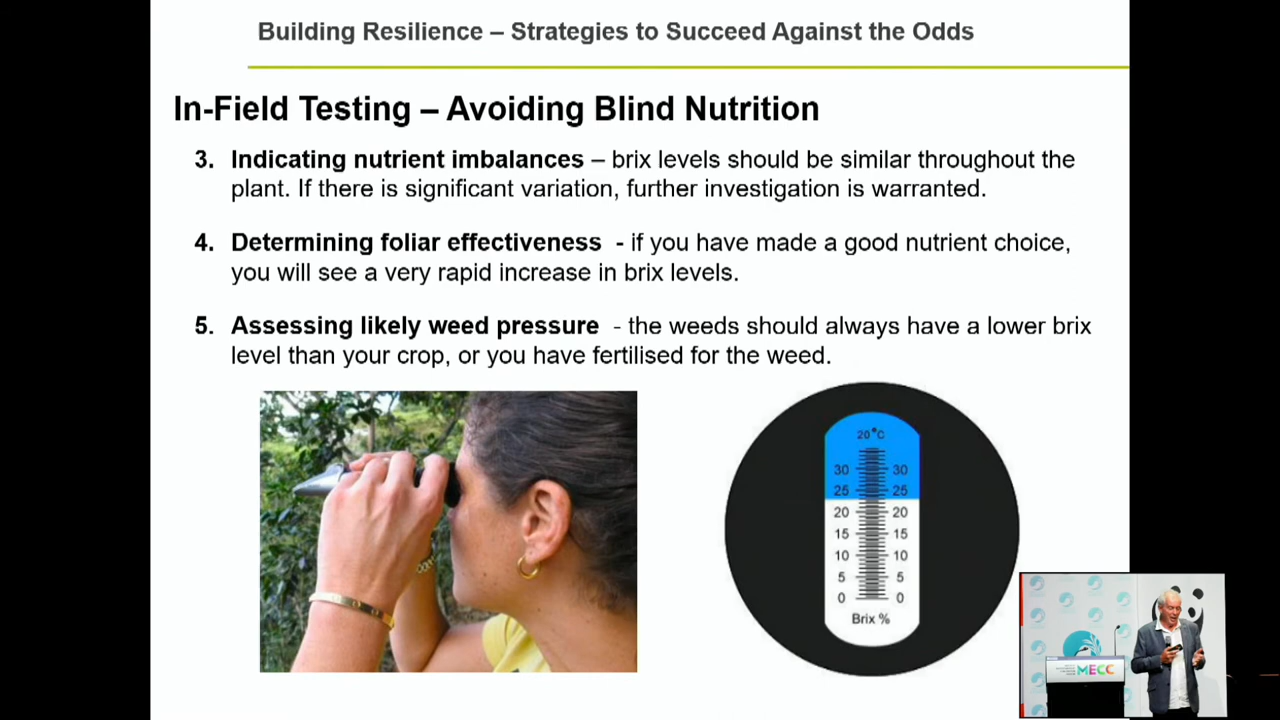 Building Resilience – Strategies to Succeed Against the Odds
In-Field Testing – Avoiding Blind Nutrition
3. Indicating nutrient imbalances – brix levels should be similar throughout the
plant. If there is significant variation, further investigation is warranted.
4. Determining foliar effectiveness - if you have made a good nutrient choice,
you will see a very rapid increase in brix levels.
5. Assessing likely weed pressure - the weeds should always have a lower brix
level than your crop, or you have fertilised for the weed.
20°C
30 30
25 25
20 20
15 15
10 10
5 5
0 0
Brix %
MECC